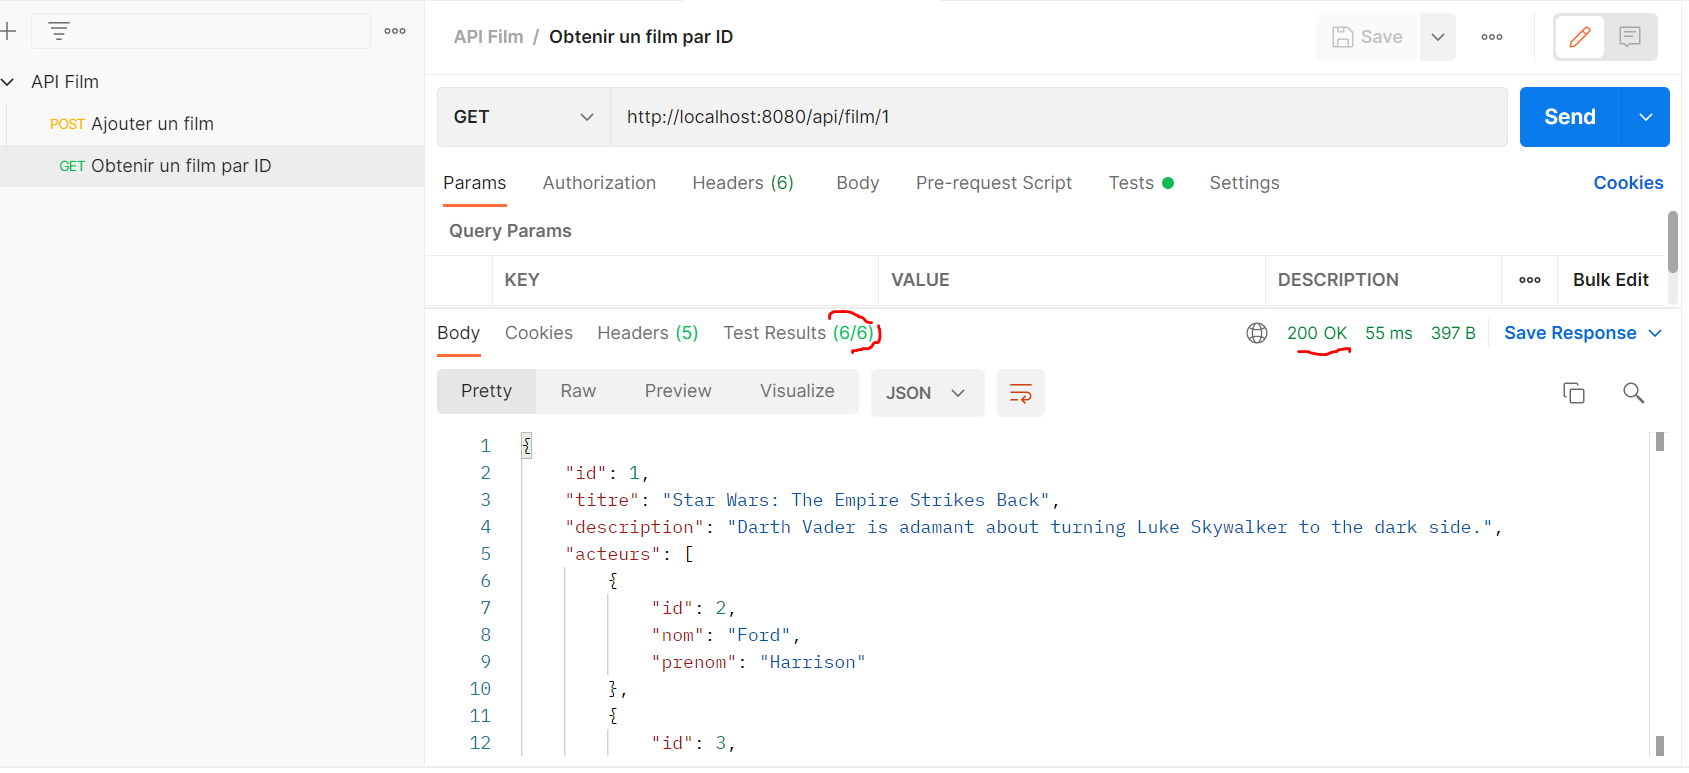 API Film
POST Ajouter un film
GET Obtenir un film par ID
API Film / Obtenir un film par ID
Save
GET
http://localhost:8080/api/film/1
Send
Params Authorization Headers (6) Body Pre-request Script Tests Settings Cookies
Query Params
KEY VALUE DESCRIPTION Bulk Edit
Body Cookies Headers (5) Test Results (6/6) 200 OK 55 ms 397 B Save Response
Pretty Raw Preview Visualize JSON
1 {
2 "id": 1,
3 "titre": "Star Wars: The Empire Strikes Back",
4 "description": "Darth Vader is adamant about turning Luke Skywalker to the dark side.",
5 "acteurs": [
6 {
7 "id": 2,
8 "nom": "Ford",
9 "prenom": "Harrison"
10 },
11 {
12 "id": 3,